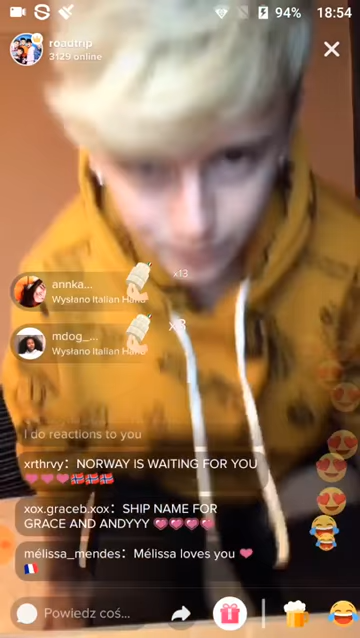 94% 18:54
roadtrip
3129 online
x13
annka...
Wysłano Italian Hand
mdog_...
Wysłano Italian Hand
I do reactions to you
xrthrvy: NORWAY IS WAITING FOR YOU
❤️❤️❤️🇳🇴🇳🇴🇳🇴
xox.graceb.xox: SHIP NAME FOR
GRACE AND ANDYYY 💖💖💖💖
mélissa_mendes: Mélissa loves you ❤️
🇫🇷
Powiedz coś...